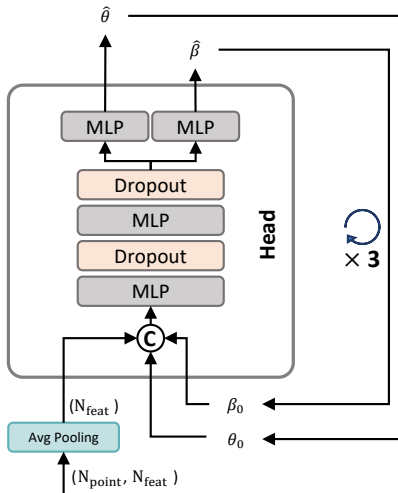 θ̂
β̂
MLP MLP
Dropout
MLP
Dropout
MLP
Head
× 3
C
(N_feat)
β₀
Avg Pooling
θ₀
(N_point, N_feat)